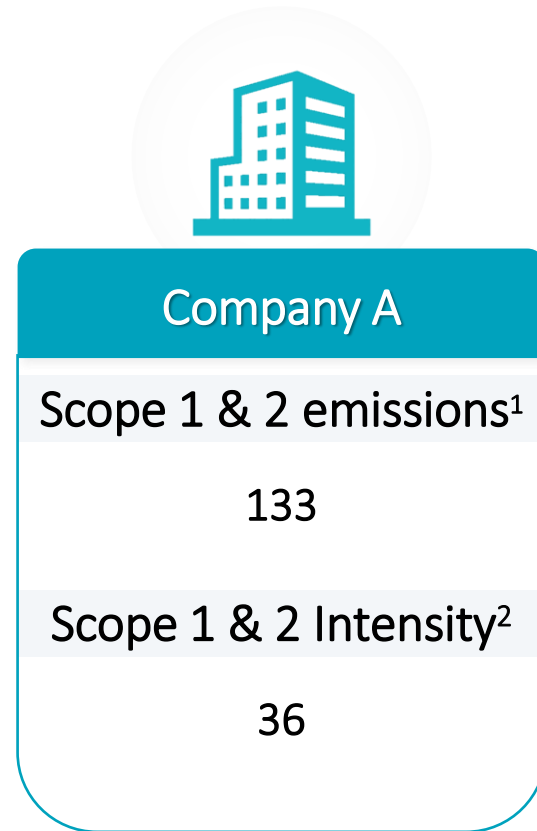 Company A
Scope 1 & 2 emissions¹
133
Scope 1 & 2 Intensity²
36